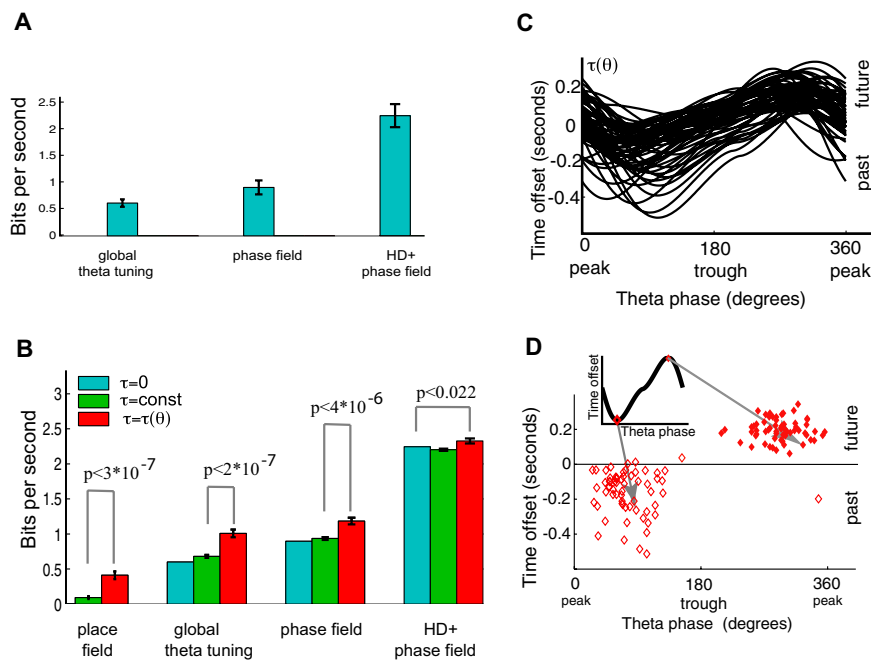 A
Bits per second
2.5
2
1.5
1
0.5
0
global
theta tuning
phase field
HD+
phase field
B
Bits per second
3
2.5
2
1.5
1
0.5
0
τ=0
τ=const
τ=τ(θ)
p<3*10^-7
p<2*10^-7
p<4*10^-6
p<0.022
place
field
global
theta tuning
phase field
HD+
phase field
C
τ(θ)
Time offset (seconds)
0.2
0
-0.2
-0.4
future
past
0
180
360
peak
trough
peak
Theta phase (degrees)
D
Time offset
Theta phase
Time offset (seconds)
0.2
0
-0.2
-0.4
future
past
0
180
360
peak
trough
peak
Theta phase (degrees)